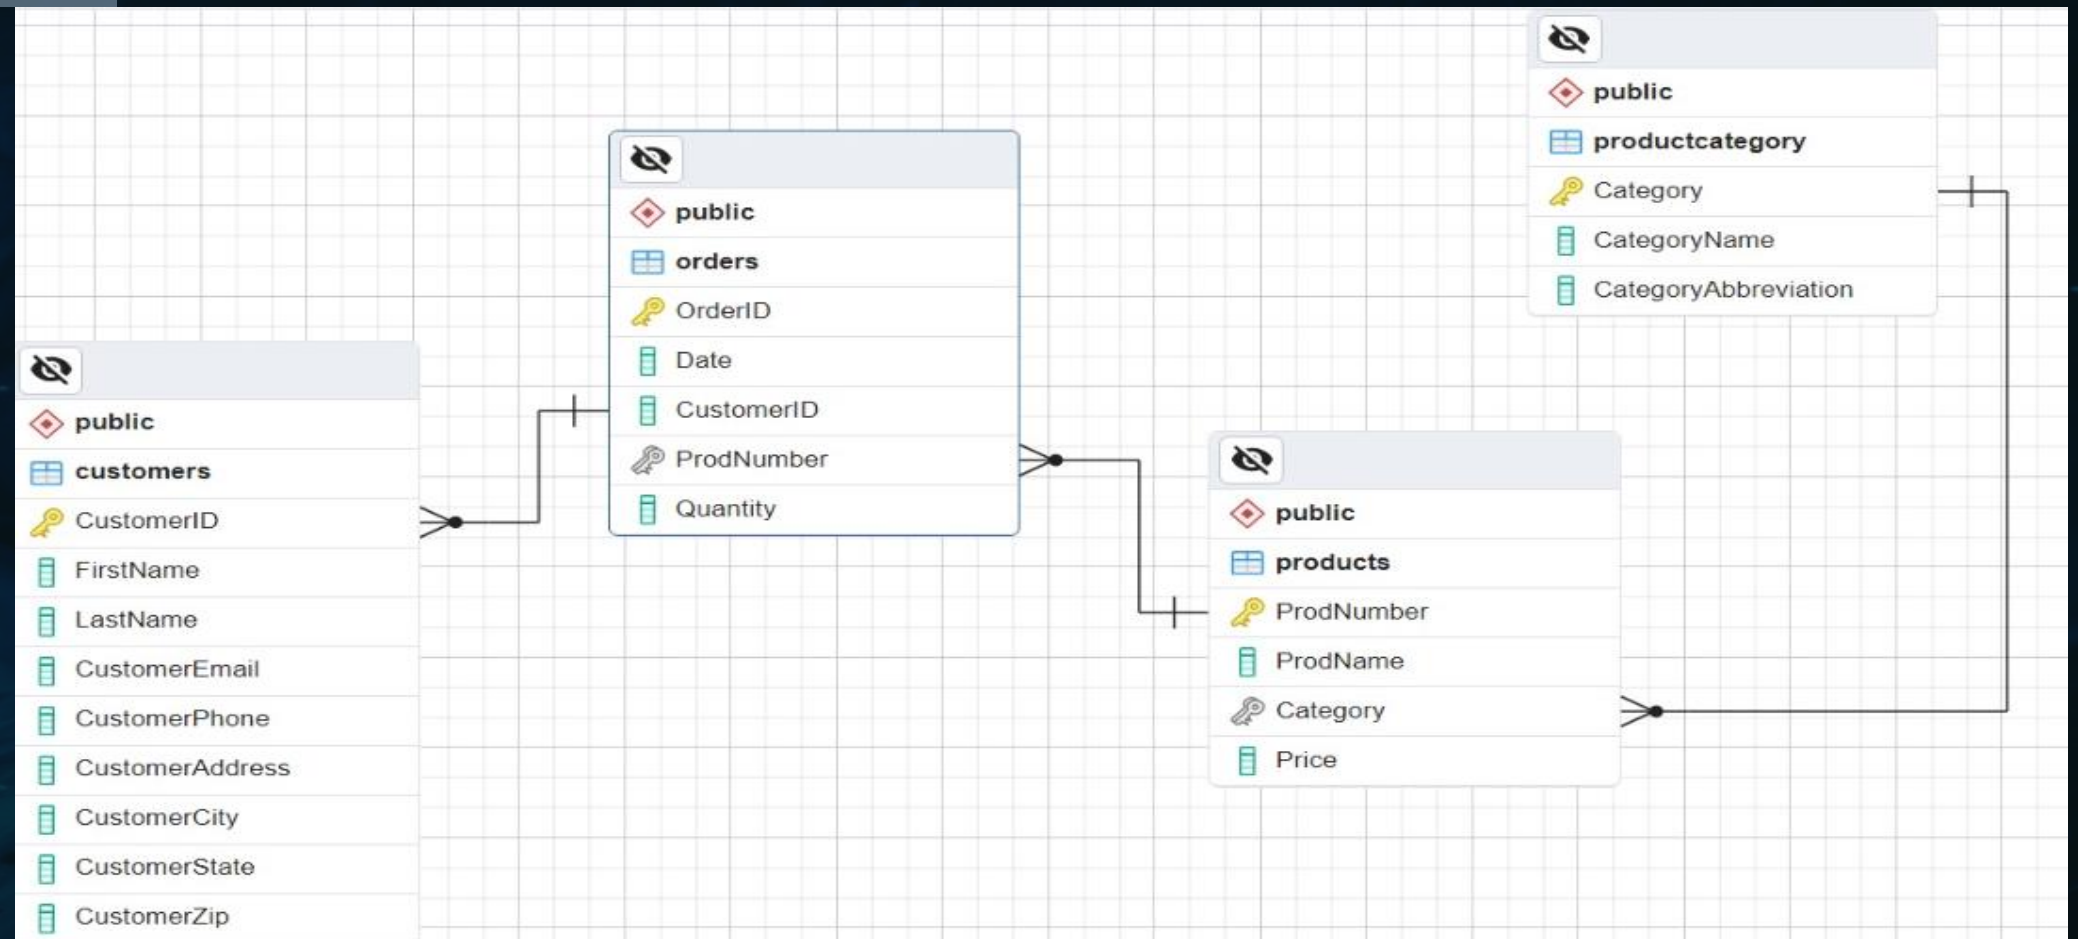 public
customers
CustomerID
FirstName
LastName
CustomerEmail
CustomerPhone
CustomerAddress
CustomerCity
CustomerState
CustomerZip
public
orders
OrderID
Date
CustomerID
ProdNumber
Quantity
public
products
ProdNumber
ProdName
Category
Price
public
productcategory
Category
CategoryName
CategoryAbbreviation